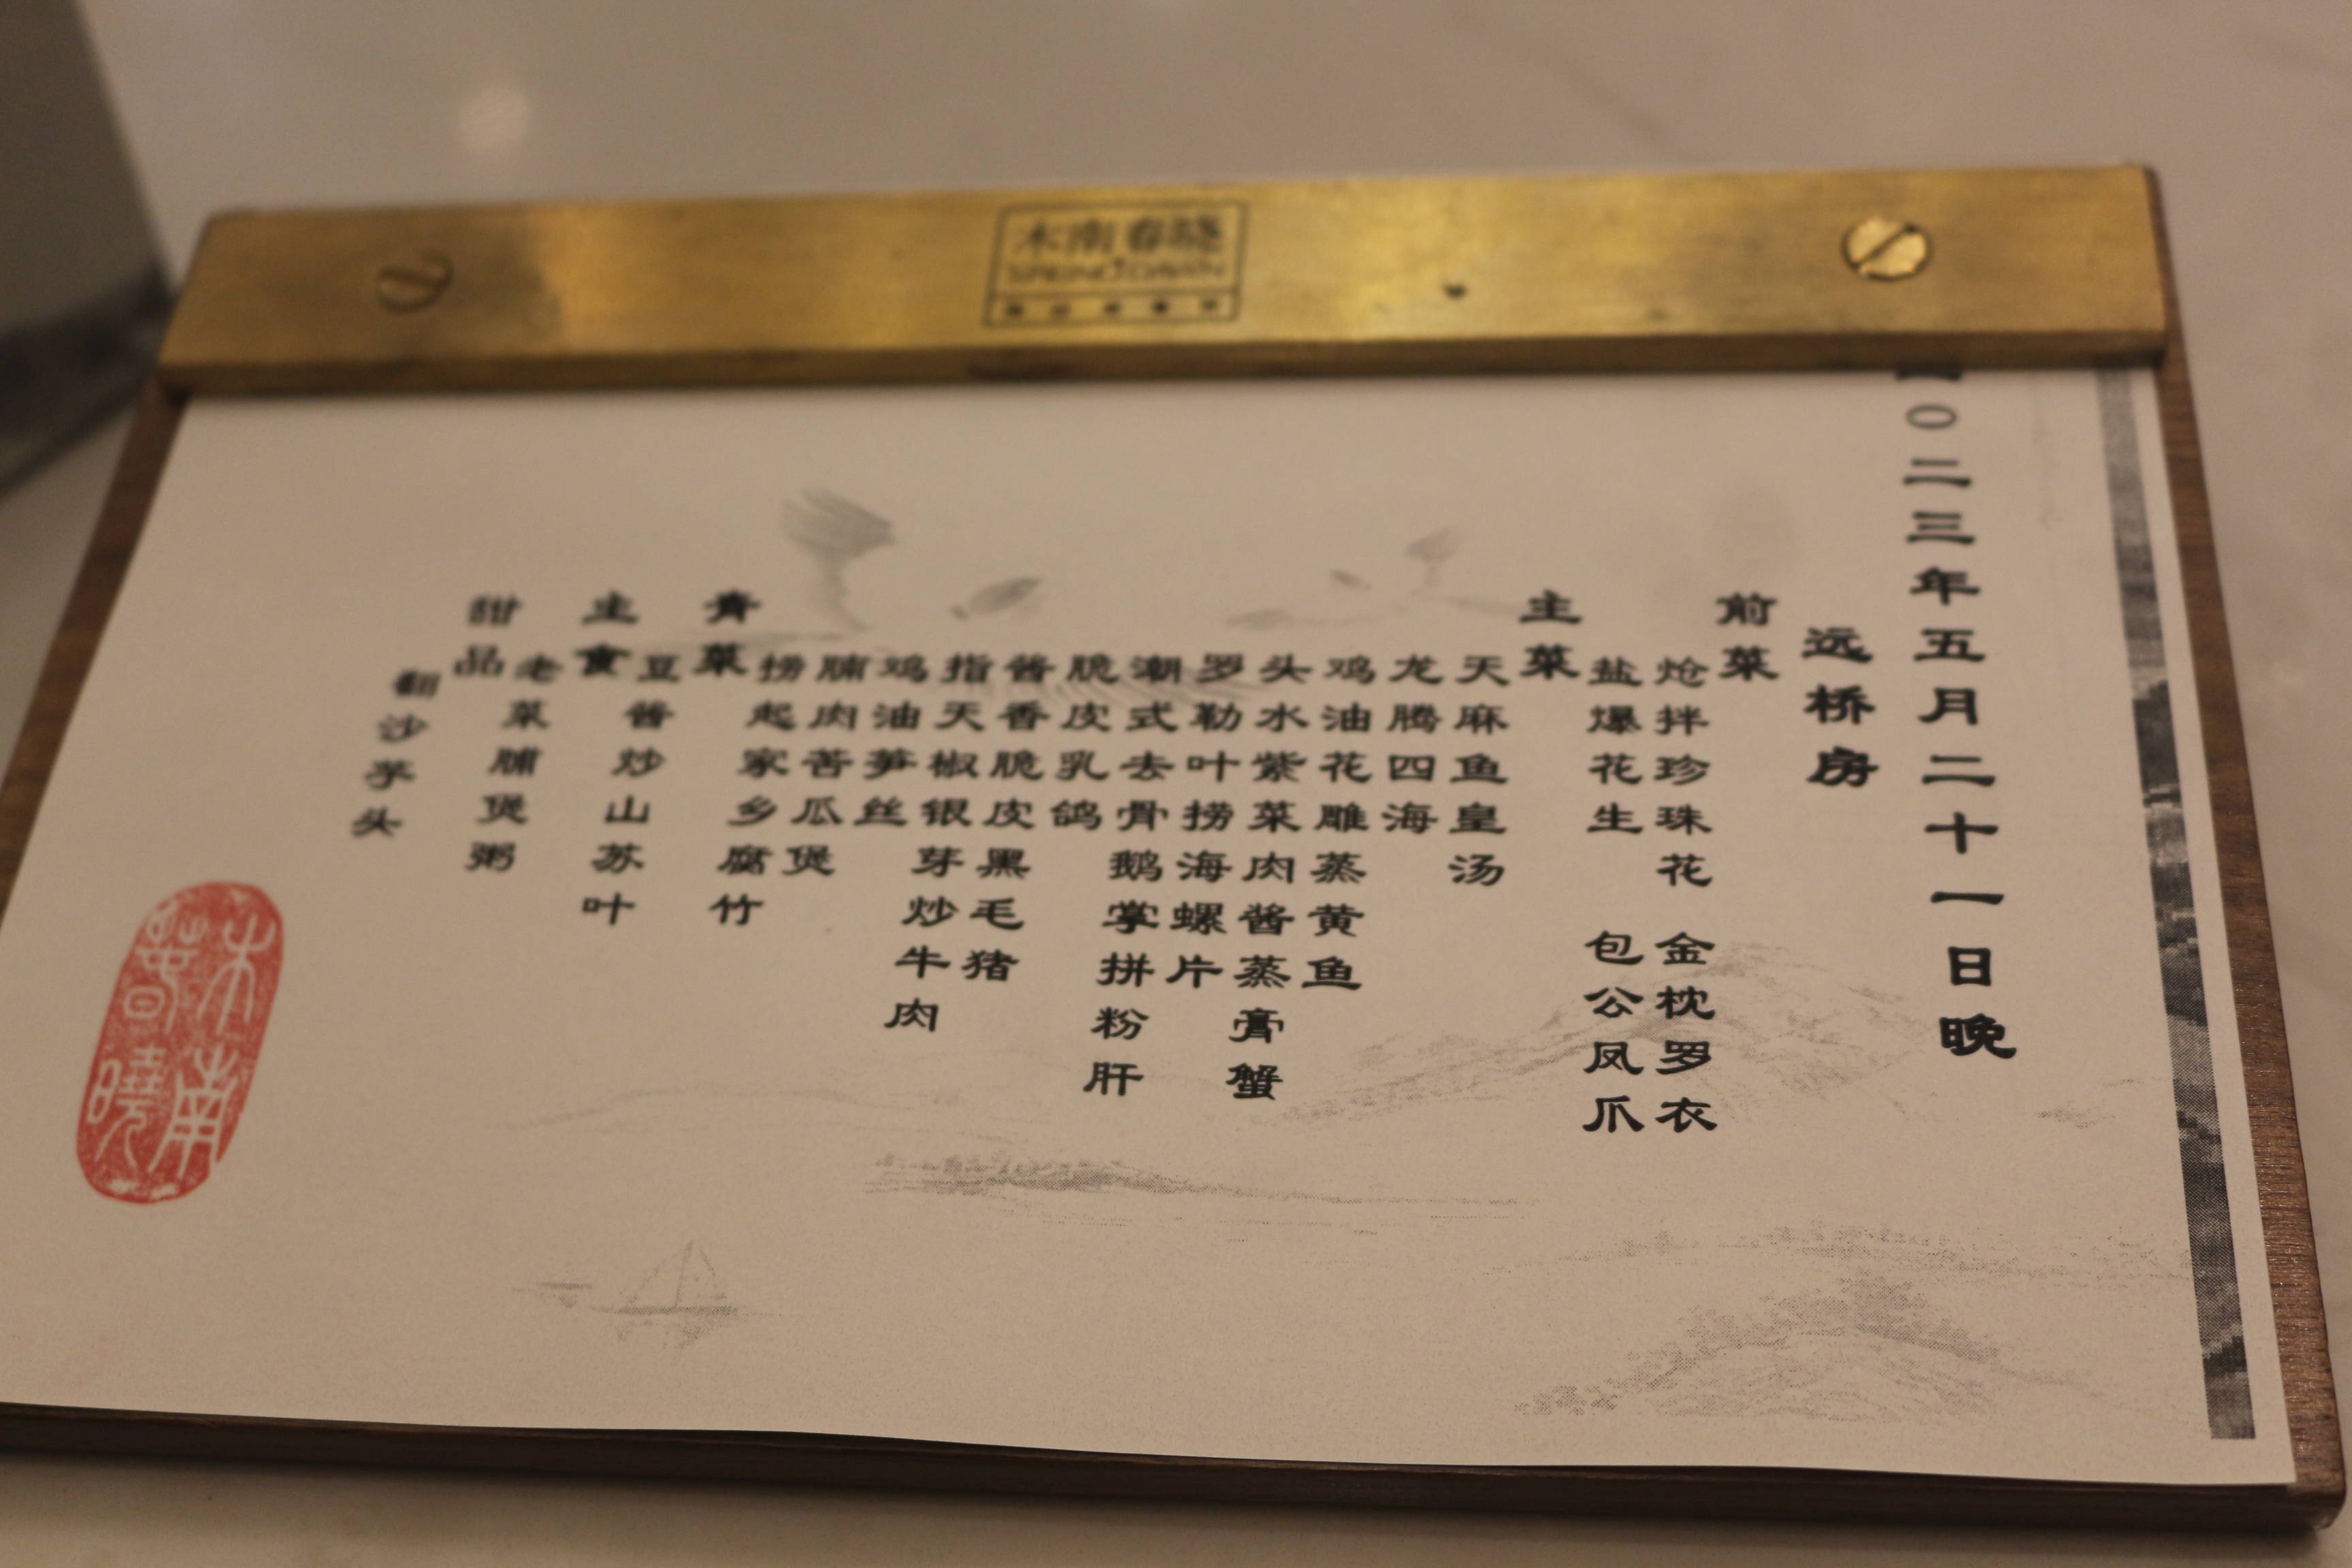 木南春晓
SPRING
〇二三年五月二十一日晚
远桥房
前菜
炝拌珍珠花 金枕罗衣
盐爆花生 包公凤爪
主菜
天麻鱼皇汤
龙腾四海
鸡油花雕蒸黄鱼
头水紫菜肉酱蒸膏蟹
罗勒叶捞海螺片
潮式去骨鹅掌拼粉肝
脆皮乳鸽
酱香脆皮黑毛猪
指天椒银芽炒牛肉
鸡油笋丝
脯肉苦瓜煲
捞起家乡腐竹
青菜
豆酱炒山苏叶
主食
老菜脯煲粥
甜品
翻沙芋头
木南春曉